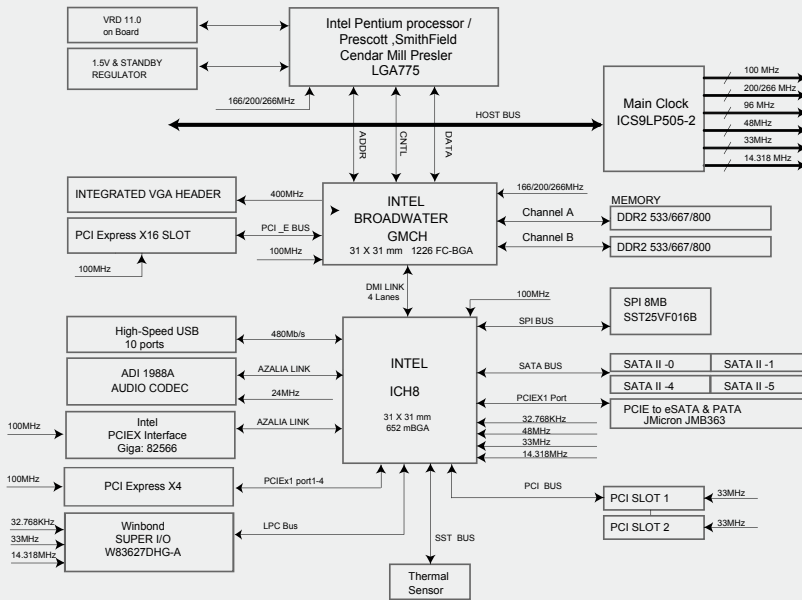 VRD 11.0
on Board
1.5V & STANDBY
REGULATOR
Intel Pentium processor /
Prescott ,SmithField
Cendar Mill Presler
LGA775
166/200/266MHz
HOST BUS
ADDR
CNTL
DATA
Main Clock
ICS9LP505-2
100 MHz
200/266 MHz
96 MHz
48MHz
33MHz
14.318 MHz
INTEGRATED VGA HEADER
400MHz
PCI Express X16 SLOT
PCI _E BUS
100MHz
100MHz
INTEL
BROADWATER
GMCH
31 X 31 mm 1226 FC-BGA
166/200/266MHz
Channel A
Channel B
MEMORY
DDR2 533/667/800
DDR2 533/667/800
DMI LINK
4 Lanes
100MHz
SPI BUS
SPI 8MB
SST25VF016B
High-Speed USB
10 ports
480Mb/s
ADI 1988A
AUDIO CODEC
AZALIA LINK
24MHz
INTEL
ICH8
31 X 31 mm
652 mBGA
SATA BUS
SATA II -0
SATA II -1
SATA II -4
SATA II -5
PCIEX1 Port
PCIE to eSATA & PATA
JMicron JMB363
32.768KHz
48MHz
33MHz
14.318MHz
100MHz
Intel
PCIEX Interface
Giga: 82566
AZALIA LINK
100MHz
PCI Express X4
PCIEx1 port1-4
PCI BUS
PCI SLOT 1
33MHz
PCI SLOT 2
33MHz
32.768KHz
33MHz
14.318MHz
Winbond
SUPER I/O
W83627DHG-A
LPC Bus
SST BUS
Thermal
Sensor